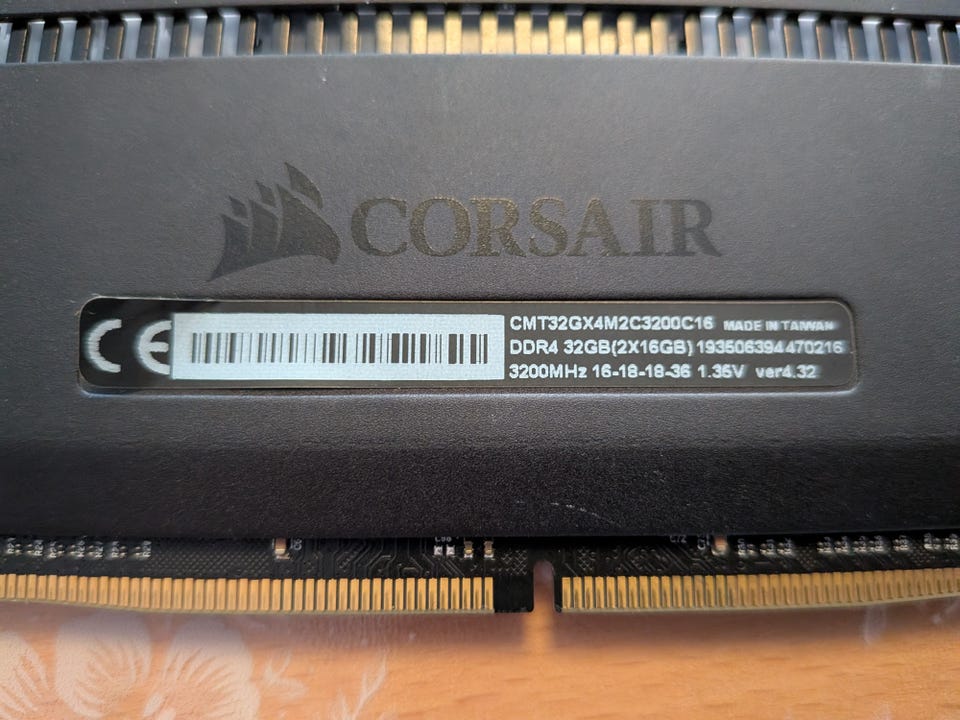 CORSAIR
CE
CMT32GX4M2C3200C16 MADE IN TAIWAN
DDR4 32GB(2X16GB) 193506394470216
3200MHz 16-18-18-36 1.35V ver4.32